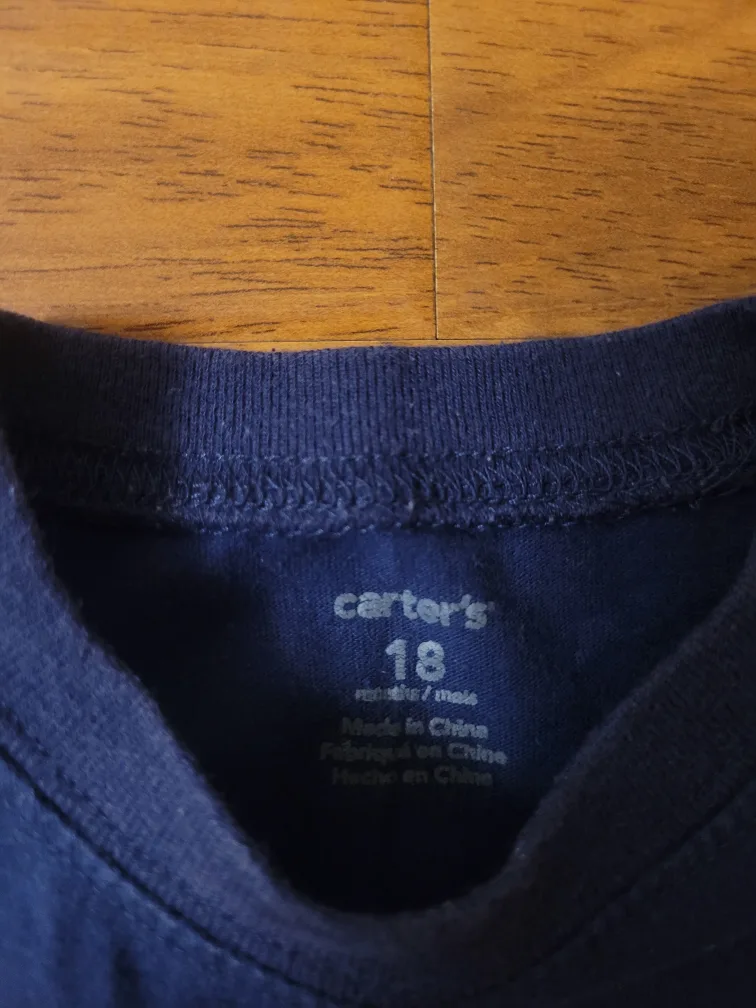 carter's
18
months / mois
Made in China
Fabriqué en Chine
Hecho en China